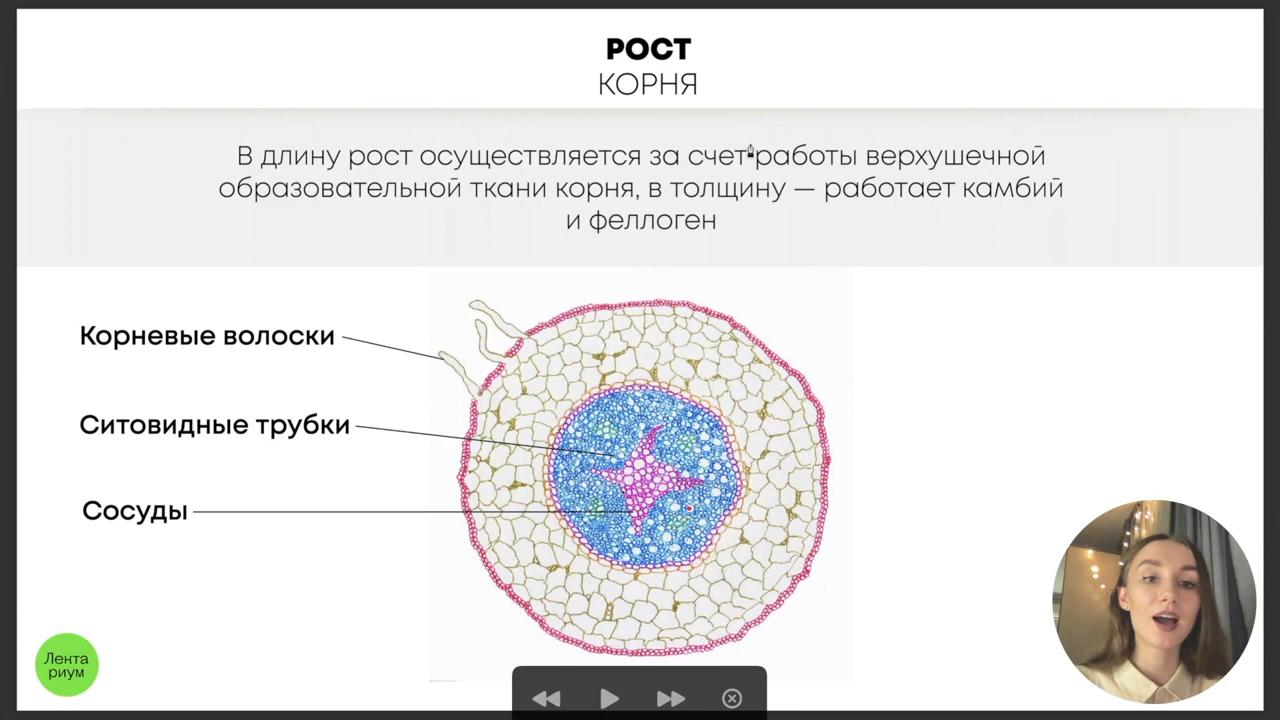 РОСТ
КОРНЯ
В длину рост осуществляется за счет работы верхушечной
образовательной ткани корня, в толщину — работает камбий
и феллоген
Корневые волоски
Ситовидные трубки
Сосуды
Лента
риум